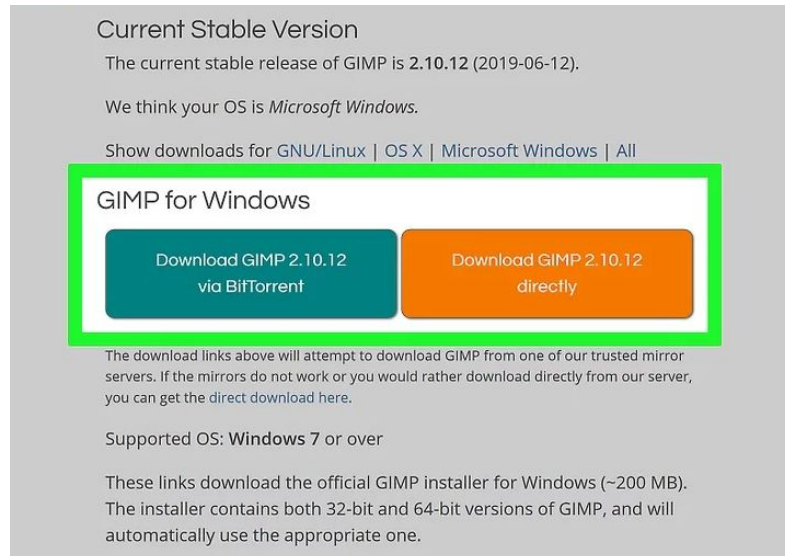 Current Stable Version
The current stable release of GIMP is 2.10.12 (2019-06-12).
We think your OS is Microsoft Windows.
Show downloads for GNU/Linux | OS X | Microsoft Windows | All
GIMP for Windows
Download GIMP 2.10.12
via BitTorrent
Download GIMP 2.10.12
directly
The download links above will attempt to download GIMP from one of our trusted mirror
servers. If the mirrors do not work or you would rather download directly from our server,
you can get the direct download here.
Supported OS: Windows 7 or over
These links download the official GIMP installer for Windows (~200 MB).
The installer contains both 32-bit and 64-bit versions of GIMP, and will
automatically use the appropriate one.